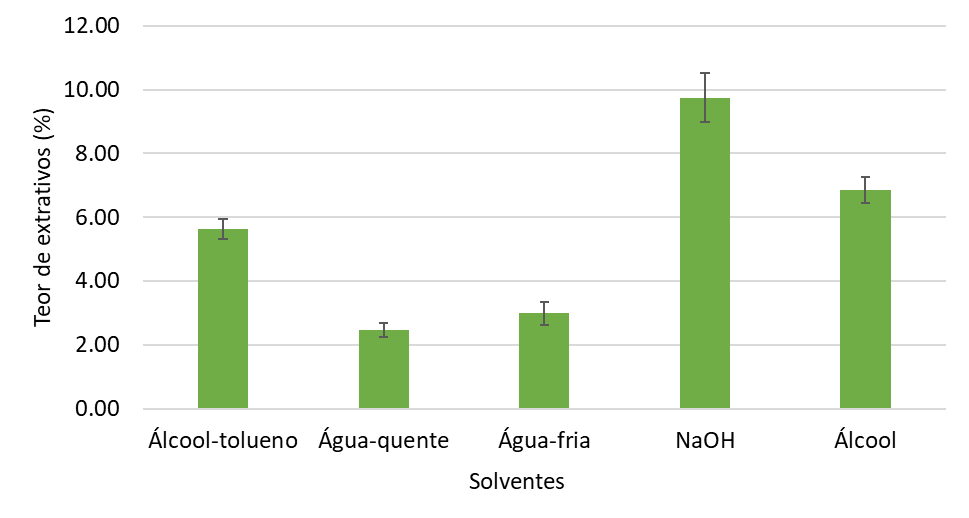 12.00
10.00
8.00
6.00
4.00
2.00
0.00
Teor de extrativos (%)
Álcool-tolueno Água-quente Água-fria NaOH Álcool
Solventes